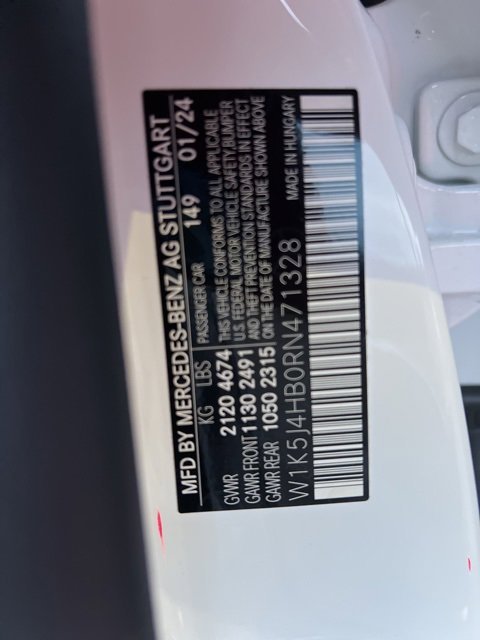 MFD BY MERCEDES-BENZ AG STUTTGART
KG LBS PASSENGER CAR 149 01/24
GVWR 2120 4674 THIS VEHICLE CONFORMS TO ALL APPLICABLE
GAWR FRONT 1130 2491 U.S. FEDERAL MOTOR VEHICLE SAFETY, BUMPER
GAWR REAR 1050 2315 AND THEFT PREVENTION STANDARDS IN EFFECT
ON THE DATE OF MANUFACTURE SHOWN ABOVE
W1K5J4HB0RN471328 MADE IN HUNGARY